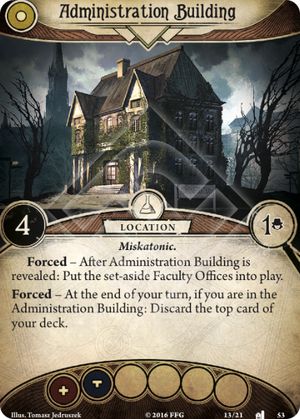 Administration Building
4
LOCATION
1
Miskatonic.
Forced – After Administration Building is
revealed: Put the set-aside Faculty Offices into play.
Forced – At the end of your turn, if you are in the
Administration Building: Discard the top card of
your deck.
Illus. Tomasz Jedruszek
© 2016 FFG
13/21
53